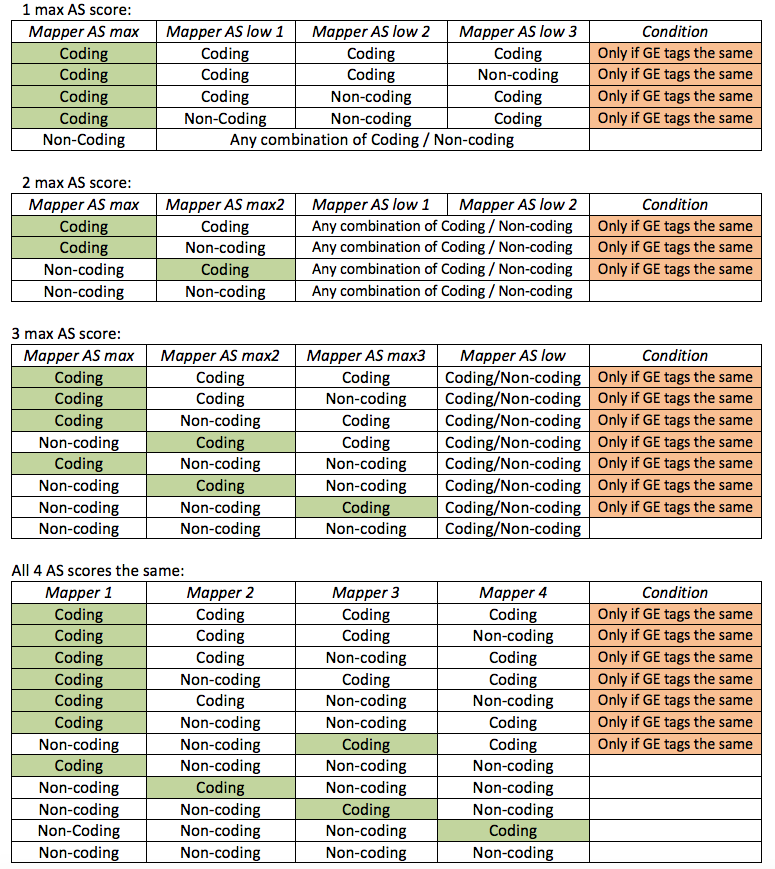 1 max AS score:
Mapper AS max Mapper AS low 1 Mapper AS low 2 Mapper AS low 3 Condition
Coding Coding Coding Coding Only if GE tags the same
Coding Coding Coding Non-coding Only if GE tags the same
Coding Coding Non-coding Coding Only if GE tags the same
Coding Non-Coding Non-coding Coding Only if GE tags the same
Non-Coding Any combination of Coding / Non-coding
2 max AS score:
Mapper AS max Mapper AS max2 Mapper AS low 1 Mapper AS low 2 Condition
Coding Coding Any combination of Coding / Non-coding Only if GE tags the same
Coding Non-coding Any combination of Coding / Non-coding Only if GE tags the same
Non-coding Coding Any combination of Coding / Non-coding Only if GE tags the same
Non-coding Non-coding Any combination of Coding / Non-coding
3 max AS score:
Mapper AS max Mapper AS max2 Mapper AS max3 Mapper AS low Condition
Coding Coding Coding Coding/Non-coding Only if GE tags the same
Coding Coding Non-coding Coding/Non-coding Only if GE tags the same
Coding Non-coding Coding Coding/Non-coding Only if GE tags the same
Non-coding Coding Coding Coding/Non-coding Only if GE tags the same
Coding Non-coding Non-coding Coding/Non-coding Only if GE tags the same
Non-coding Coding Non-coding Coding/Non-coding Only if GE tags the same
Non-coding Non-coding Coding Coding/Non-coding Only if GE tags the same
Non-coding Non-coding Non-coding Coding/Non-coding
All 4 AS scores the same:
Mapper 1 Mapper 2 Mapper 3 Mapper 4 Condition
Coding Coding Coding Coding Only if GE tags the same
Coding Coding Coding Non-coding Only if GE tags the same
Coding Coding Non-coding Coding Only if GE tags the same
Coding Non-coding Coding Coding Only if GE tags the same
Coding Coding Non-coding Non-coding Only if GE tags the same
Coding Non-coding Non-coding Coding Only if GE tags the same
Non-coding Non-coding Coding Coding Only if GE tags the same
Coding Non-coding Non-coding Non-coding
Non-coding Coding Non-coding Non-coding
Non-coding Non-coding Coding Non-coding
Non-Coding Non-coding Non-coding Coding
Non-coding Non-coding Non-coding Non-coding